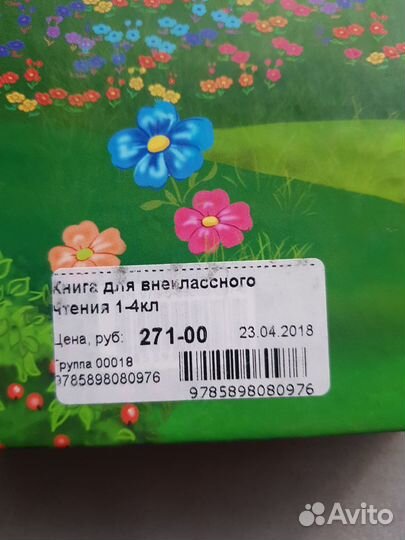 Книга для внеклассного
чтения 1-4кл
Цена, руб: 271-00 23.04.2018
Группа 00018
9785898080976
9785898080976
Avito